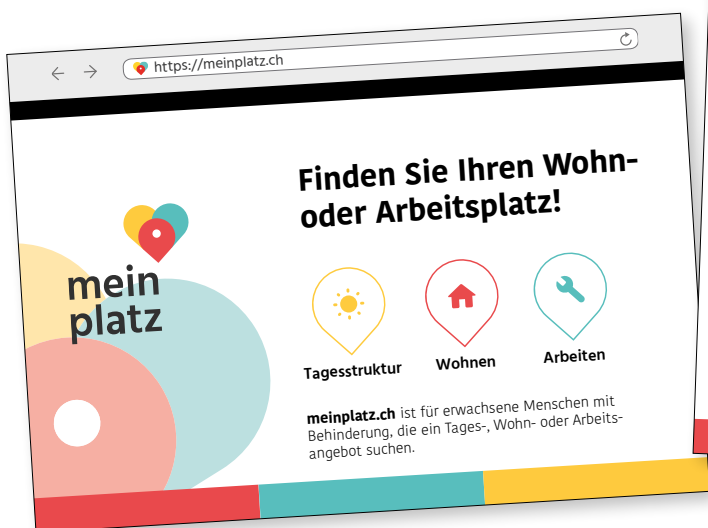 https://meinplatz.ch
Finden Sie Ihren Wohn-
oder Arbeitsplatz!
mein
platz
Tagesstruktur
Wohnen
Arbeiten
meinplatz.ch ist für erwachsene Menschen mit
Behinderung, die ein Tages-, Wohn- oder Arbeits-
angebot suchen.